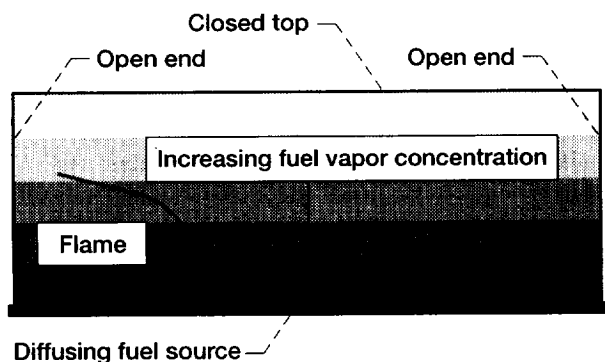 Closed top
Open end
Open end
Increasing fuel vapor concentration
Flame
Diffusing fuel source